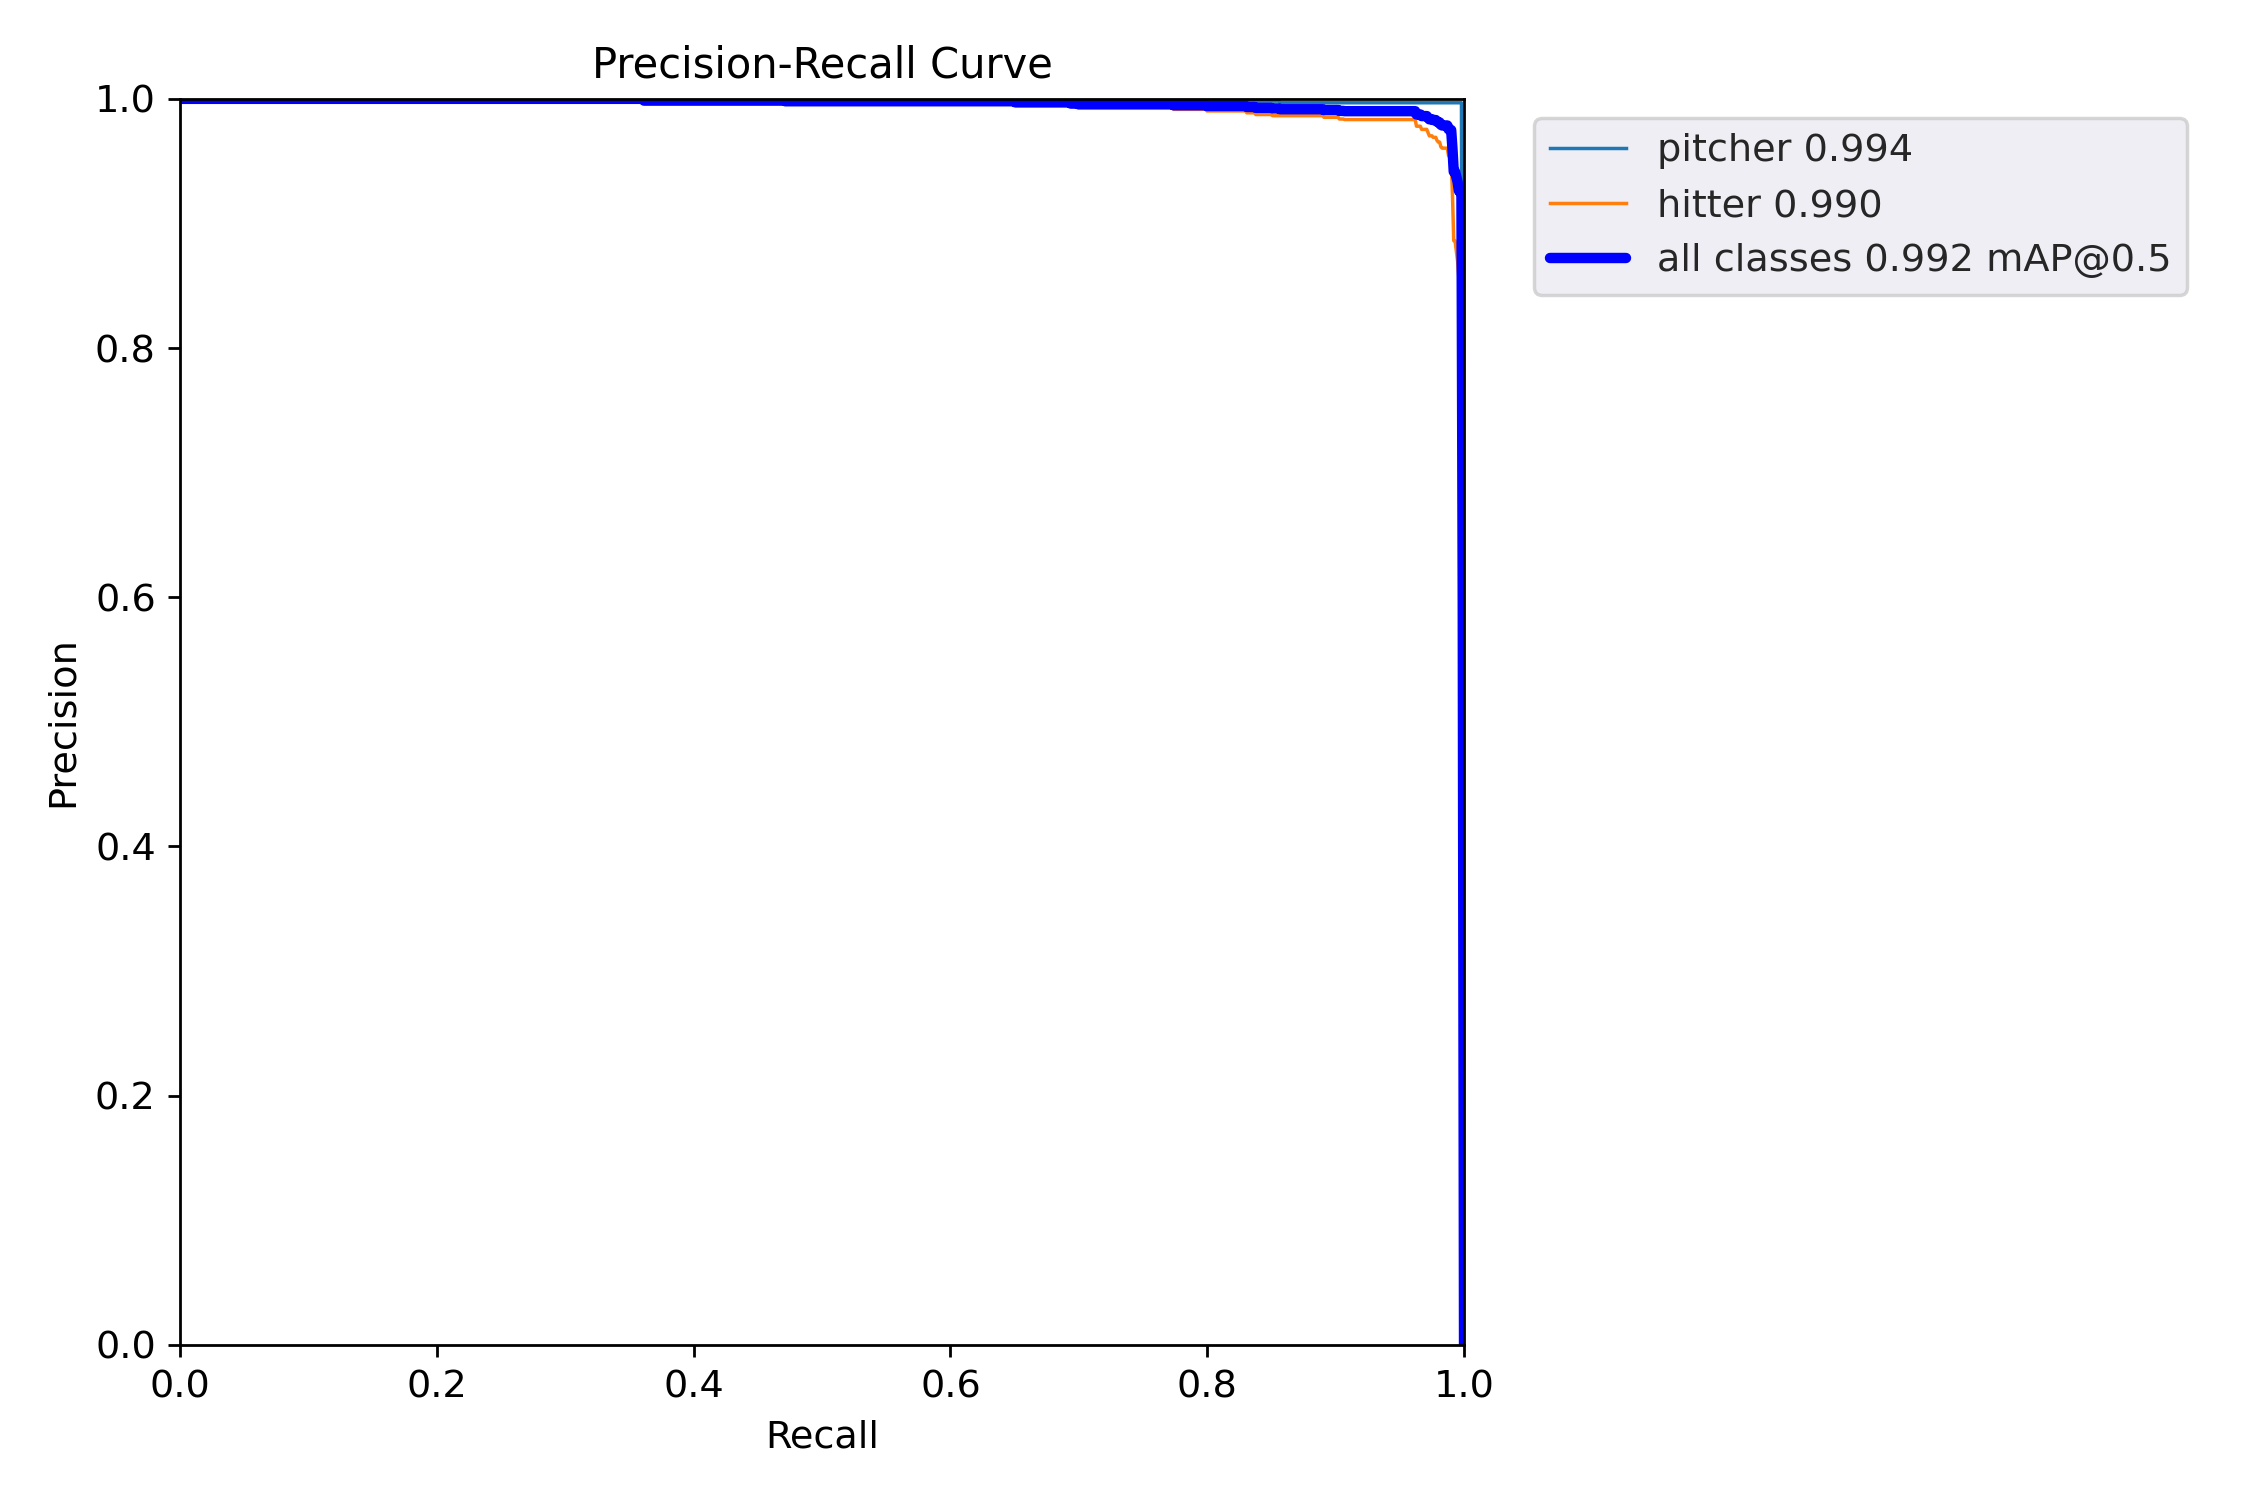 Precision-Recall Curve
1.0
0.8
0.6
0.4
0.2
0.0
Precision
0.0 0.2 0.4 0.6 0.8 1.0
Recall
pitcher 0.994
hitter 0.990
all classes 0.992 mAP@0.5